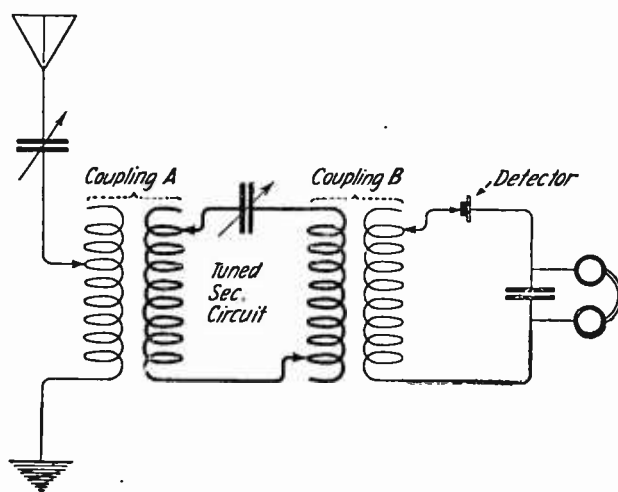 Coupling A
Coupling B
Detector
Tuned
Sec.
Circuit